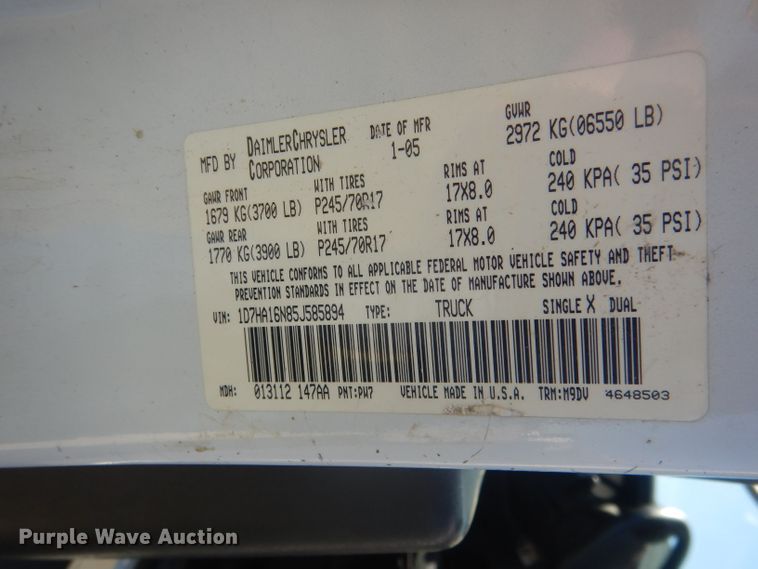 MFD BY DAIMLERCHRYSLER CORPORATION DATE OF MFR 1-05 GVWR 2972 KG(06550 LB)
GAWR FRONT WITH TIRES RIMS AT COLD
1679 KG(3700 LB) P245/70R17 17X8.0 240 KPA( 35 PSI)
GAWR REAR WITH TIRES RIMS AT COLD
1770 KG(3900 LB) P245/70R17 17X8.0 240 KPA( 35 PSI)
THIS VEHICLE CONFORMS TO ALL APPLICABLE FEDERAL MOTOR VEHICLE SAFETY AND THEFT
PREVENTION STANDARDS IN EFFECT ON THE DATE OF MANUFACTURE SHOWN ABOVE.
VIN: 1D7HA16N85J585894 TYPE: TRUCK SINGLE X DUAL
MDH: 013112 147AA PNT:PW7 VEHICLE MADE IN U.S.A. TRM:M9DV 4648503
Purple Wave Auction